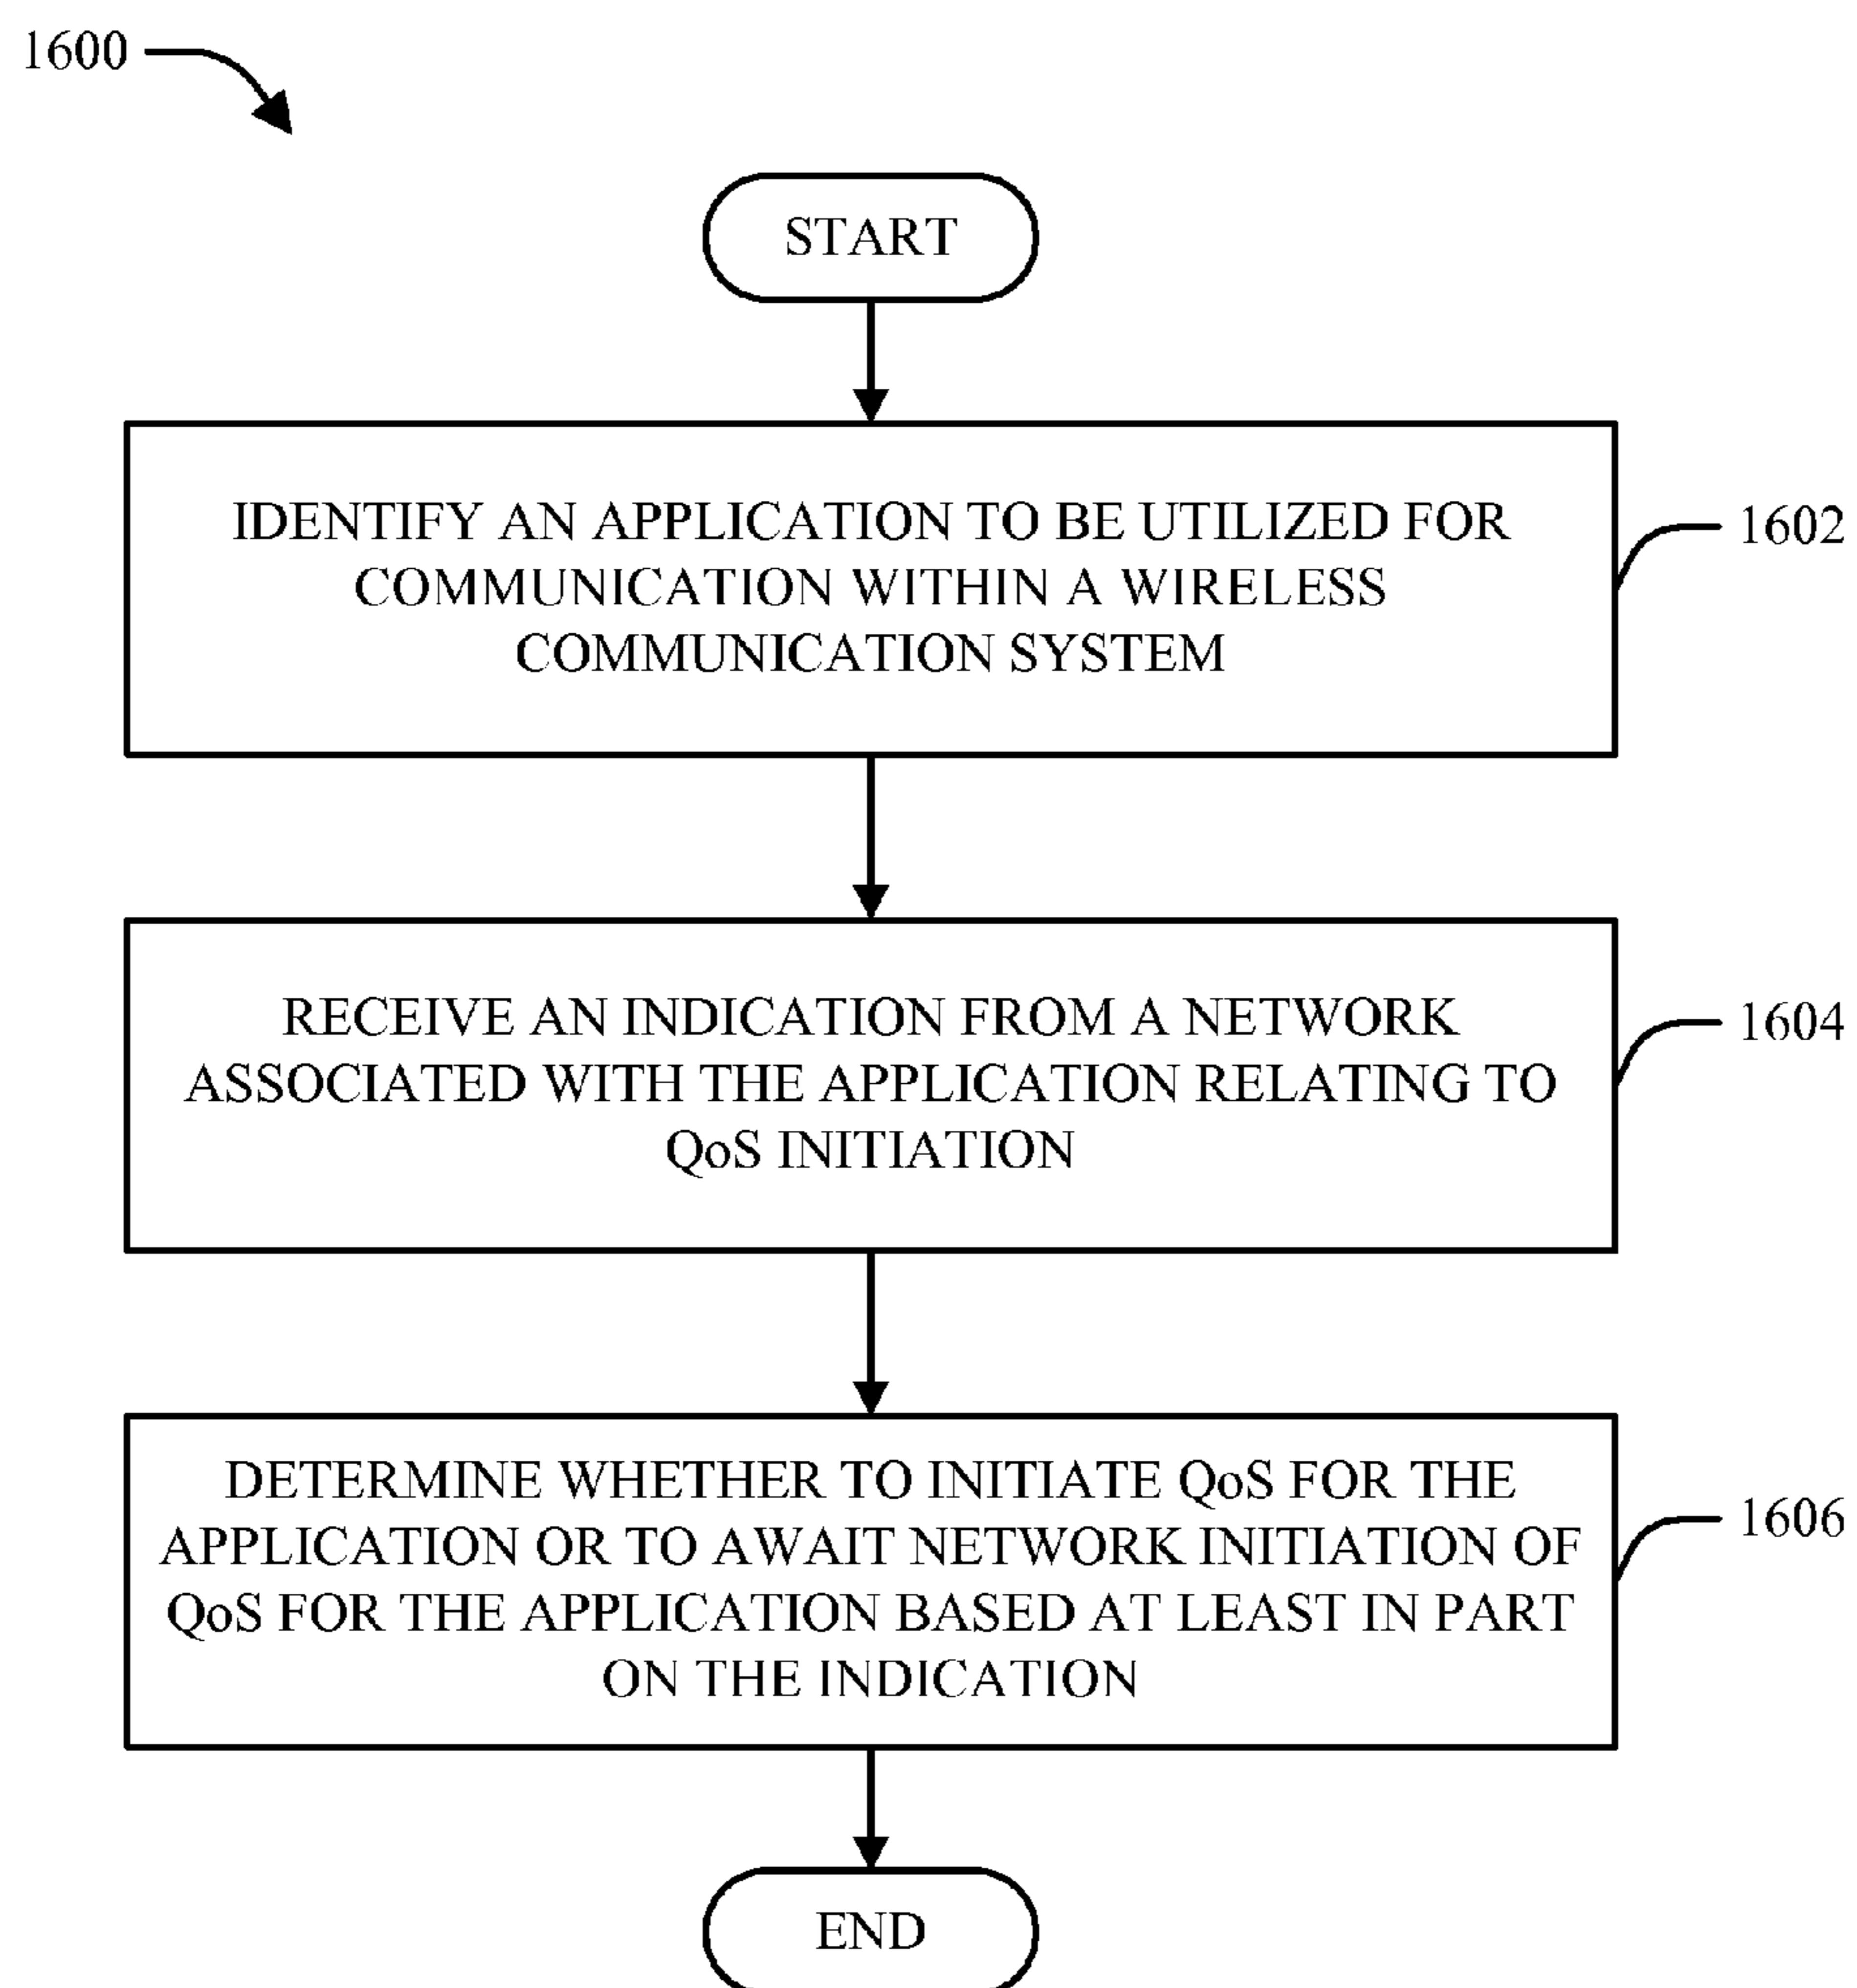 1600
START
IDENTIFY AN APPLICATION TO BE UTILIZED FOR
COMMUNICATION WITHIN A WIRELESS
COMMUNICATION SYSTEM
1602
RECEIVE AN INDICATION FROM A NETWORK
ASSOCIATED WITH THE APPLICATION RELATING TO
QoS INITIATION
1604
DETERMINE WHETHER TO INITIATE QoS FOR THE
APPLICATION OR TO AWAIT NETWORK INITIATION OF
QoS FOR THE APPLICATION BASED AT LEAST IN PART
ON THE INDICATION
1606
END